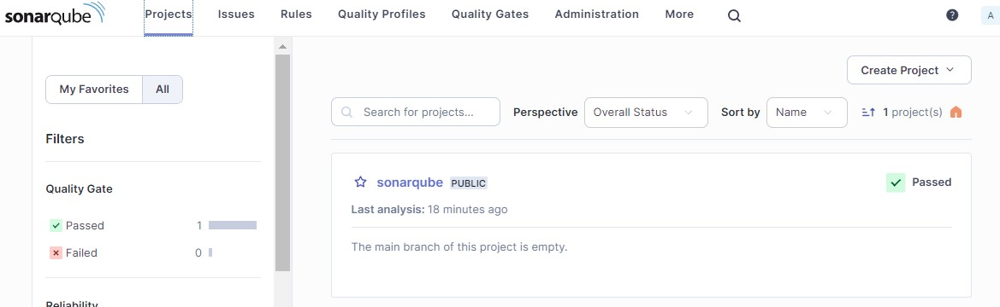 sonarqube
Projects Issues Rules Quality Profiles Quality Gates Administration More ? A
My Favorites All
Filters
Quality Gate
Passed 1
Failed 0
Reliability
Create Project
Search for projects... Perspective Overall Status Sort by Name 1 project(s)
sonarqube PUBLIC Passed
Last analysis: 18 minutes ago
The main branch of this project is empty.